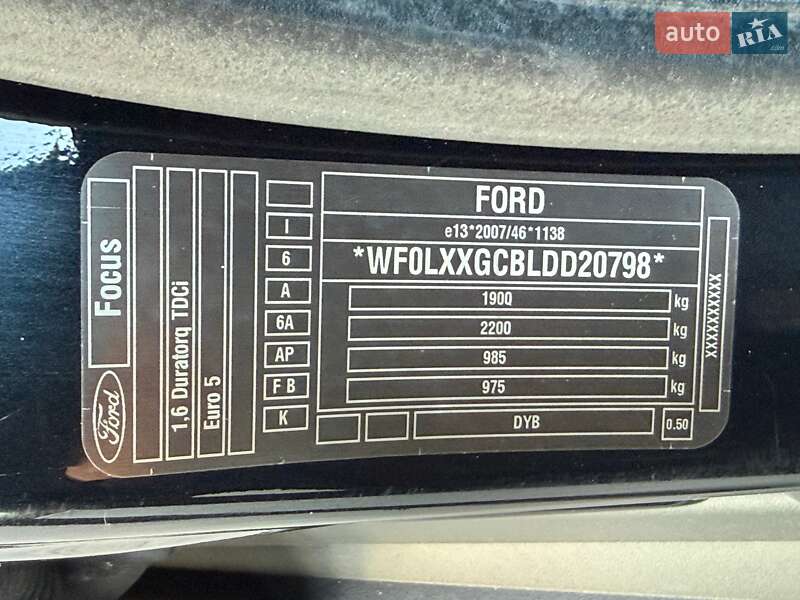 auto RIA
Focus
Ford
1,6 Duratorq TDCi
Euro 5
I
6
A
6A
AP
F B
K
FORD
e13*2007/46*1138
*WF0LXXGCBLDD20798*
1900 kg
2200 kg
985 kg
975 kg
DYB
0.50
XXXXXXXXXX